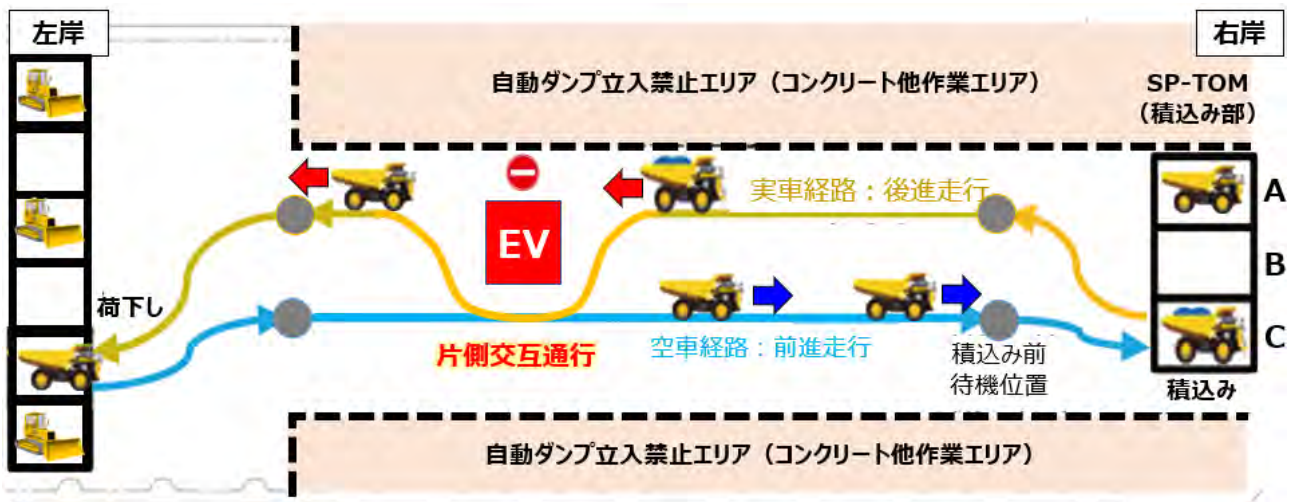 左岸
右岸
自動ダンプ立入禁止エリア（コンクリート他作業エリア）
SP-TOM
（積込み部）
実車経路：後進走行
A
EV
B
荷下し
C
片側交互通行
空車経路：前進走行
積込み前
待機位置
積込み
自動ダンプ立入禁止エリア（コンクリート他作業エリア）